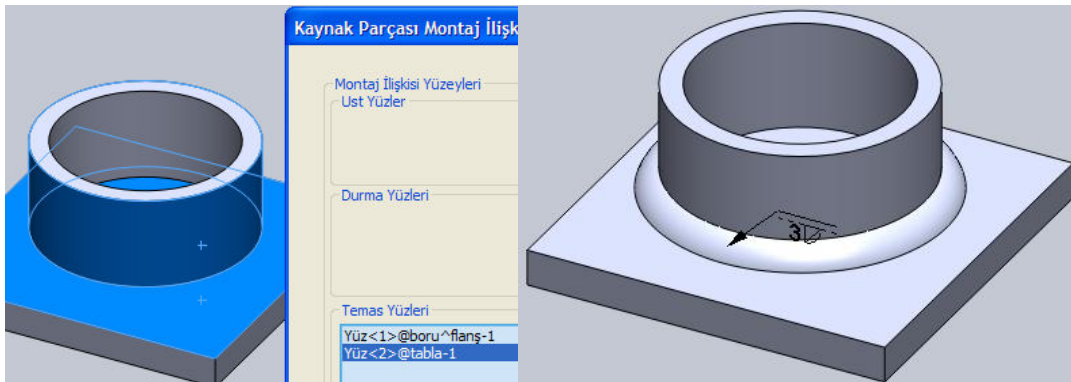 Kaynak Parçası Montaj İlişk
Montaj İlişkisi Yüzeyleri
Ust Yüzler
Durma Yüzleri
Temas Yüzleri
Yüz<1>@boru^flanş-1
Yüz<2>@tabla-1
3